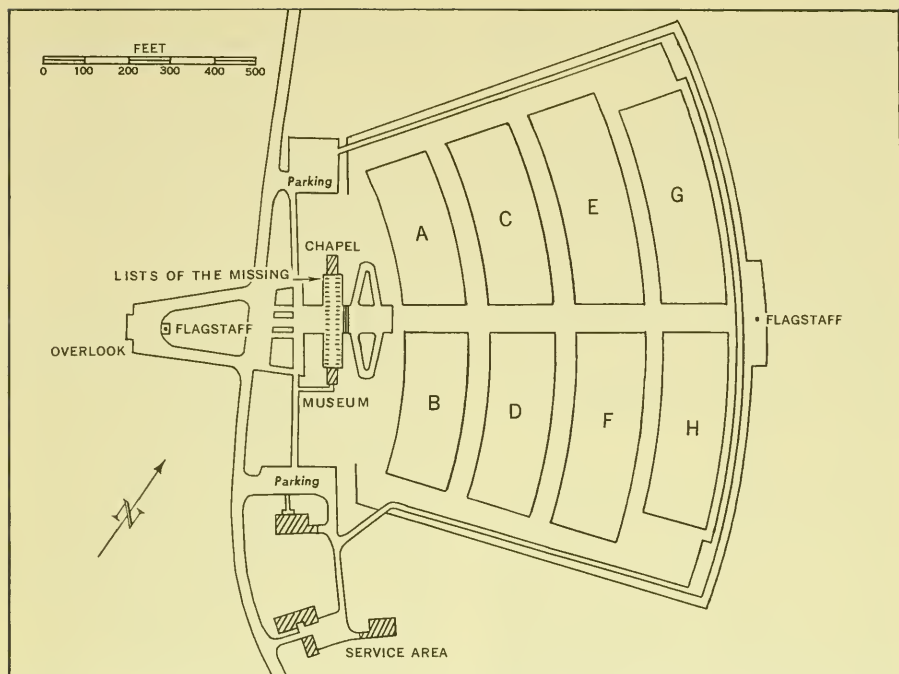 FEET
0 100 200 300 400 500
Parking
A
C
E
G
CHAPEL
LISTS OF THE MISSING
FLAGSTAFF
FLAGSTAFF
OVERLOOK
MUSEUM
B
D
F
H
Parking
N
SERVICE AREA